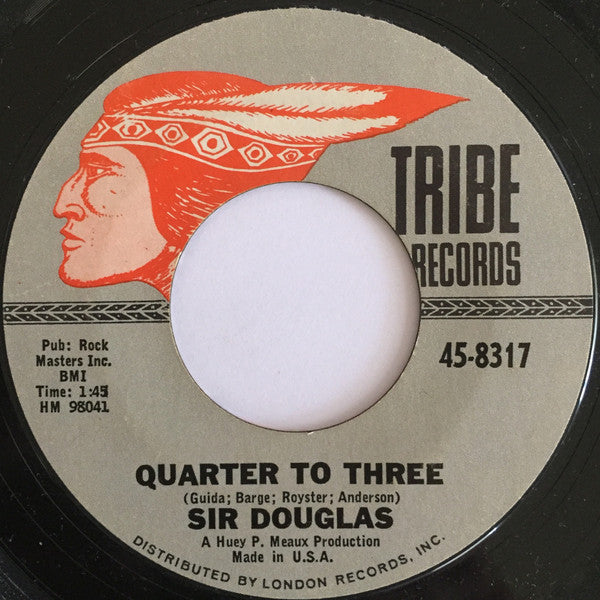 TRIBE
RECORDS
Pub: Rock
Masters Inc.
BMI
Time: 1:45
HM 98041
45-8317
QUARTER TO THREE
(Guida; Barge; Royster; Anderson)
SIR DOUGLAS
A Huey P. Meaux Production
Made in U.S.A.
DISTRIBUTED BY LONDON RECORDS, INC.